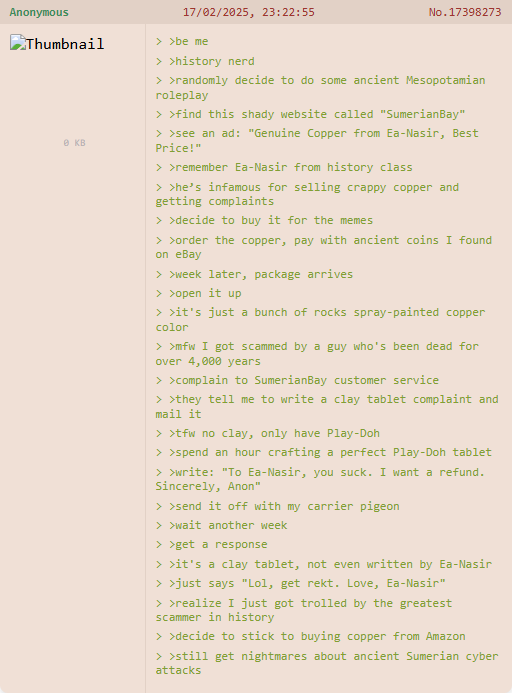 Anonymous 17/02/2025, 23:22:55 No.17398273
Thumbnail
0 KB
> >be me
> >history nerd
> >randomly decide to do some ancient Mesopotamian
roleplay
> >find this shady website called "SumerianBay"
> >see an ad: "Genuine Copper from Ea-Nasir, Best
Price!"
> >remember Ea-Nasir from history class
> >he’s infamous for selling crappy copper and
getting complaints
> >decide to buy it for the memes
> >order the copper, pay with ancient coins I found
on eBay
> >week later, package arrives
> >open it up
> >it's just a bunch of rocks spray-painted copper
color
> >mfw I got scammed by a guy who’s been dead for
over 4,000 years
> >complain to SumerianBay customer service
> >they tell me to write a clay tablet complaint and
mail it
> >tfw no clay, only have Play-Doh
> >spend an hour crafting a perfect Play-Doh tablet
> >write: "To Ea-Nasir, you suck. I want a refund.
Sincerely, Anon"
> >send it off with my carrier pigeon
> >wait another week
> >get a response
> >it's a clay tablet, not even written by Ea-Nasir
> >just says "Lol, get rekt. Love, Ea-Nasir"
> >realize I just got trolled by the greatest
scammer in history
> >decide to stick to buying copper from Amazon
> >still get nightmares about ancient Sumerian cyber
attacks